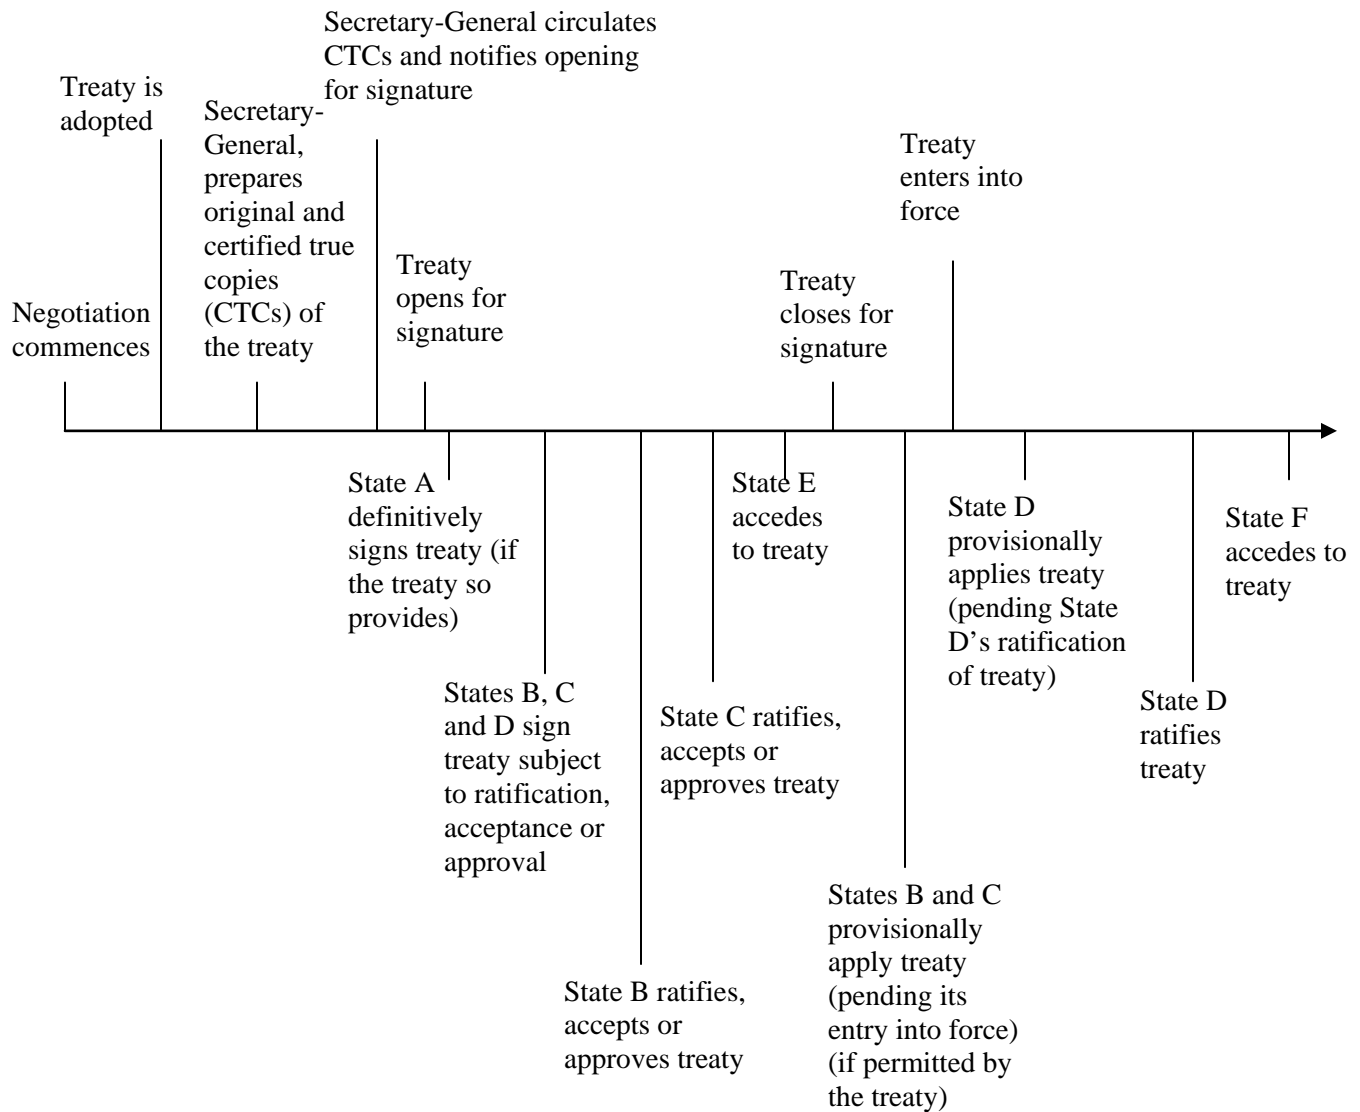 Secretary-General circulates
CTCs and notifies opening
for signature
Treaty is
adopted
Secretary-
General,
prepares
original and
certified true
copies
(CTCs) of
the treaty
Treaty
enters into
force
Treaty
opens for
signature
Treaty
closes for
signature
Negotiation
commences
State A
definitively
signs treaty (if
the treaty so
provides)
State E
accedes
to treaty
State D
provisionally
applies treaty
(pending State
D’s ratification
of treaty)
State F
accedes to
treaty
States B, C
and D sign
treaty subject
to ratification,
acceptance or
approval
State C ratifies,
accepts or
approves treaty
State D
ratifies
treaty
States B and C
provisionally
apply treaty
(pending its
entry into force)
(if permitted by
the treaty)
State B ratifies,
accepts or
approves treaty